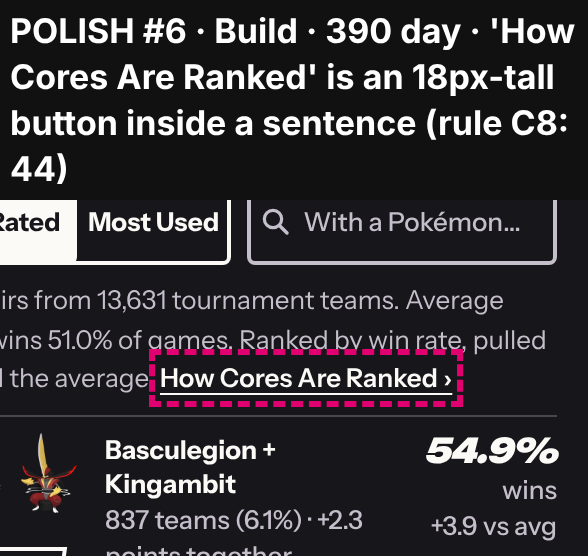 POLISH #6 · Build · 390 day · 'How
Cores Are Ranked' is an 18px-tall
button inside a sentence (rule C8:
44)
Rated
Most Used
With a Pokémon...
irs from 13,631 tournament teams. Average
wins 51.0% of games. Ranked by win rate, pulled
the average How Cores Are Ranked ›
Basculegion +
Kingambit
837 teams (6.1%) · +2.3
points together
54.9%
wins
+3.9 vs avg